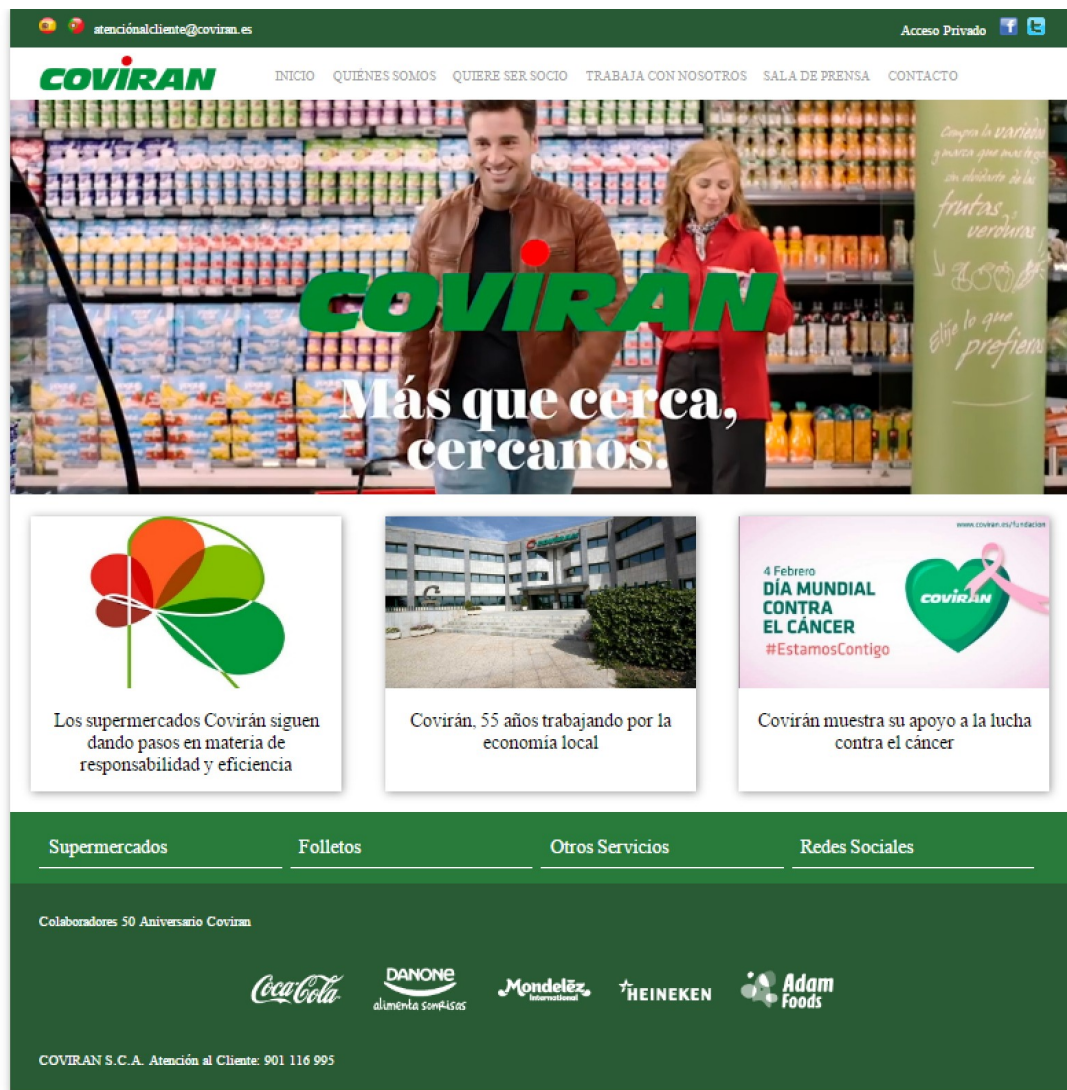 atenciónalcliente@coviran.es
Acceso Privado
COVIRAN
INICIO QUIÉNES SOMOS QUIERE SER SOCIO TRABAJA CON NOSOTROS SALA DE PRENSA CONTACTO
Compra la variedad
y marca que mas te
sin olvidarte de las
frutas y
verduras
Elije lo que
prefieras
COVIRAN
Más que cerca,
cercanos.
COVIRAN
www.coviran.es/fundacion
4 Febrero
DÍA MUNDIAL
CONTRA
EL CÁNCER
#EstamosContigo
COVIRAN
Los supermercados Covirán siguen
dando pasos en materia de
responsabilidad y eficiencia
Covirán, 55 años trabajando por la
economía local
Covirán muestra su apoyo a la lucha
contra el cáncer
Supermercados
Folletos
Otros Servicios
Redes Sociales
Colaboradores 50 Aniversario Coviran
Coca-Cola
DANONE
alimenta sonrisas
Mondelēz
International
HEINEKEN
Adam
Foods
COVIRAN S.C.A. Atención al Cliente: 901 116 995